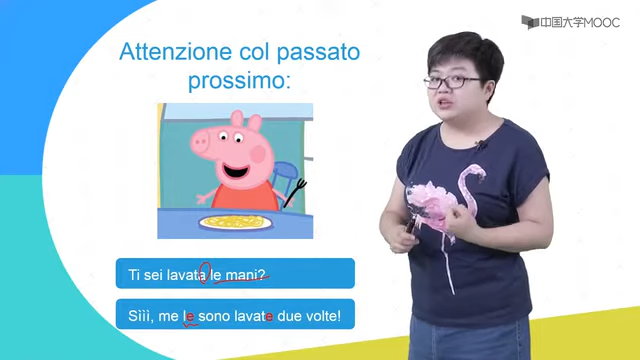 中国大学MOOC
Attenzione col passato
prossimo:
Ti sei lavata le mani?
Sììì, me le sono lavate due volte!